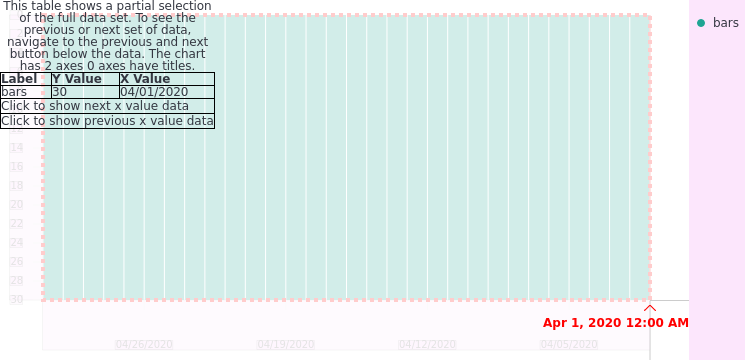 This table shows a partial selection
of the full data set. To see the
previous or next set of data,
navigate to the previous and next
button below the data. The chart
has 2 axes 0 axes have titles.
Label Y Value X Value
bars 30 04/01/2020
Click to show next x value data
Click to show previous x value data
bars
14
16
18
20
22
24
26
28
30
Apr 1, 2020 12:00 AM
04/26/2020 04/19/2020 04/12/2020 04/05/2020